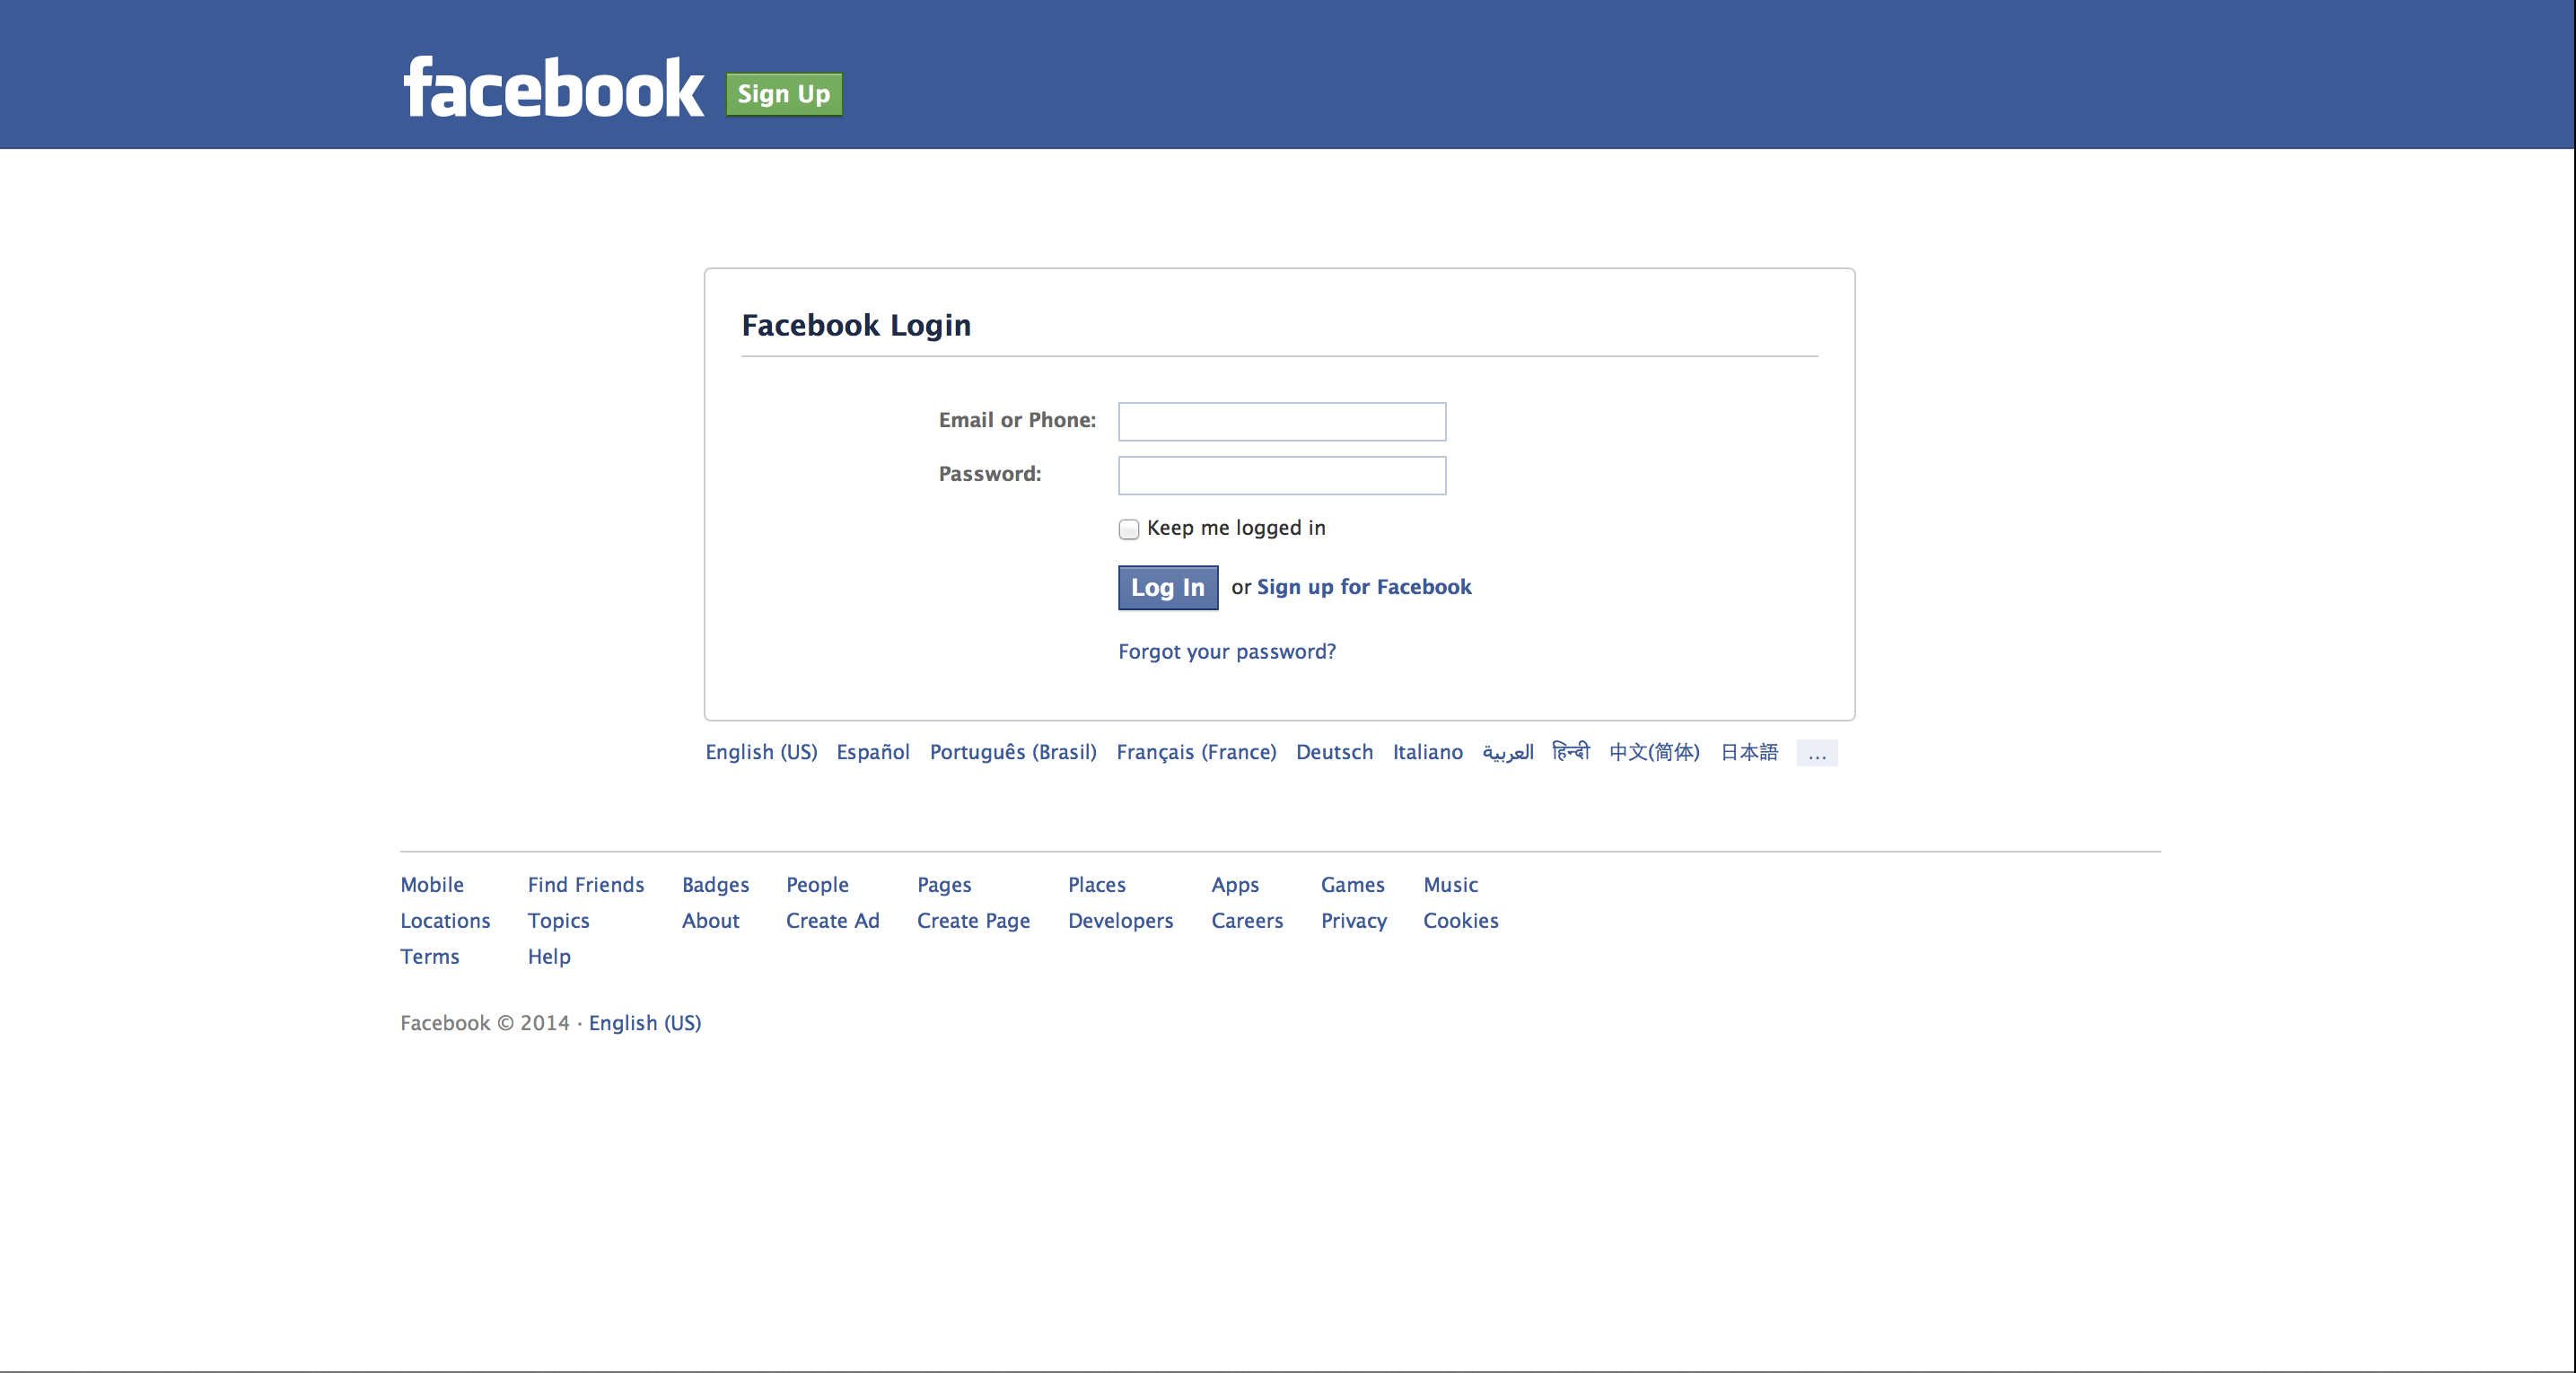 facebook Sign Up
Facebook Login
Email or Phone:
Password:
Keep me logged in
Log In or Sign up for Facebook
Forgot your password?
English (US) Español Português (Brasil) Français (France) Deutsch Italiano العربية हिन्दी 中文(简体) 日本語 ...
Mobile Find Friends Badges People Pages Places Apps Games Music
Locations Topics About Create Ad Create Page Developers Careers Privacy Cookies
Terms Help
Facebook © 2014 · English (US)